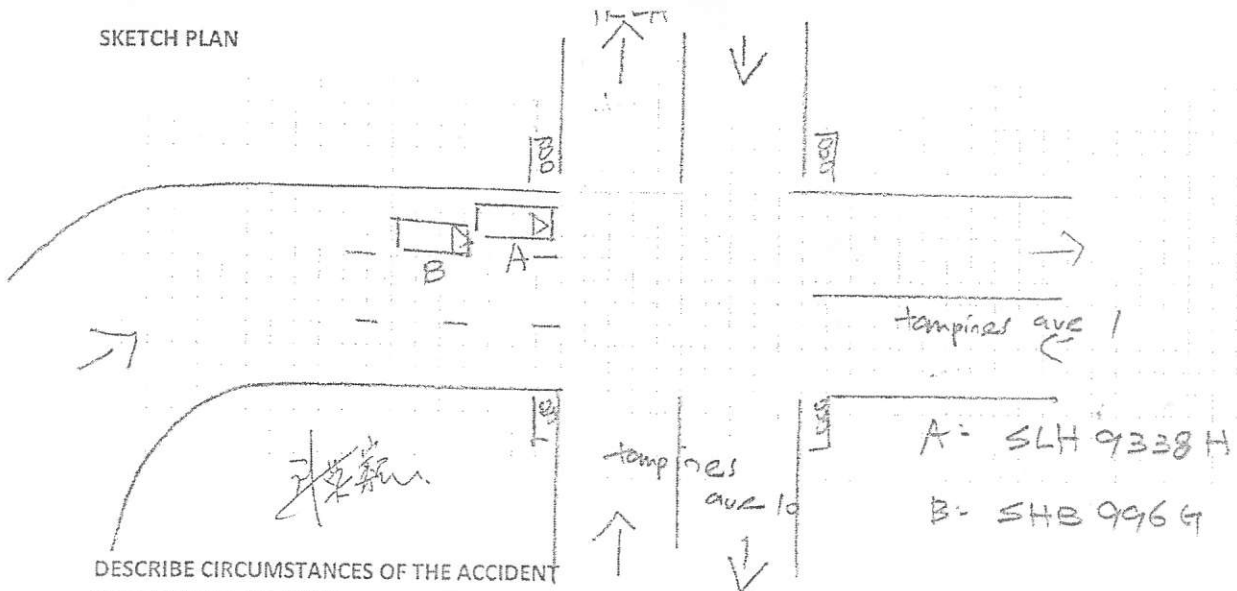 SKETCH PLAN
B
A
tampines ave 1
tampines
ave 10
A: SLH 9338 H
B: SHB 996 G
DESCRIBE CIRCUMSTANCES OF THE ACCIDENT